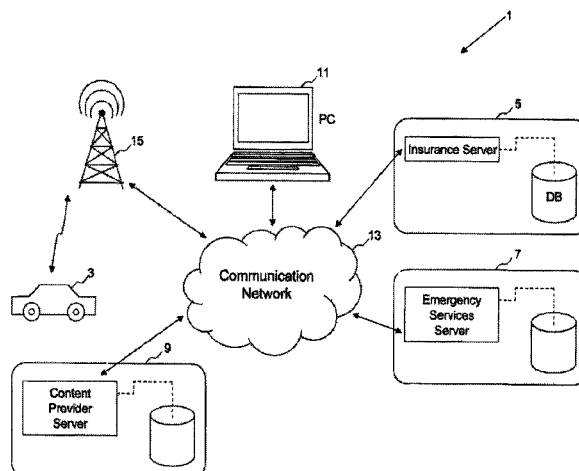 1
11
PC
15
5
Insurance Server
DB
13
Communication
Network
3
7
Emergency
Services
Server
9
Content
Provider
Server